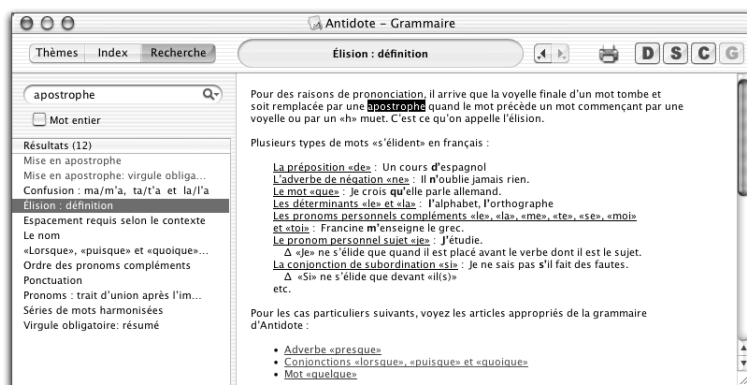 Antidote – Grammaire
Thèmes Index Recherche
Élision : définition
D S C G
apostrophe
Mot entier
Résultats (12)
Mise en apostrophe
Mise en apostrophe: virgule obliga...
Confusion : ma/m’a, ta/t’a et la/l’a
Élision : définition
Espacement requis selon le contexte
Le nom
«Lorsque», «puisque» et «quoique»...
Ordre des pronoms compléments
Ponctuation
Pronoms : trait d’union après l’im...
Séries de mots harmonisées
Virgule obligatoire: résumé
Pour des raisons de prononciation, il arrive que la voyelle finale d’un mot tombe et
soit remplacée par une apostrophe quand le mot précède un mot commençant par une
voyelle ou par un «h» muet. C’est ce qu’on appelle l’élision.
Plusieurs types de mots «s’élident» en français :
La préposition «de» : Un cours d’espagnol
L’adverbe de négation «ne» : Il n’oublie jamais rien.
Le mot «que» : Je crois qu’elle parle allemand.
Les déterminants «le» et «la» : l’alphabet, l’orthographe
Les pronoms personnels compléments «le», «la», «me», «te», «se», «moi»
et «toi» : Francine m’enseigne le grec.
Le pronom personnel sujet «je» : J’étudie.
∆ «Je» ne s’élide que quand il est placé avant le verbe dont il est le sujet.
La conjonction de subordination «si» : Je ne sais pas s’il fait des fautes.
∆ «Si» ne s’élide que devant «il(s)»
etc.
Pour les cas particuliers suivants, voyez les articles appropriés de la grammaire
d’Antidote :
• Adverbe «presque»
• Conjonctions «lorsque», «puisque» et «quoique»
• Mot «quelque»